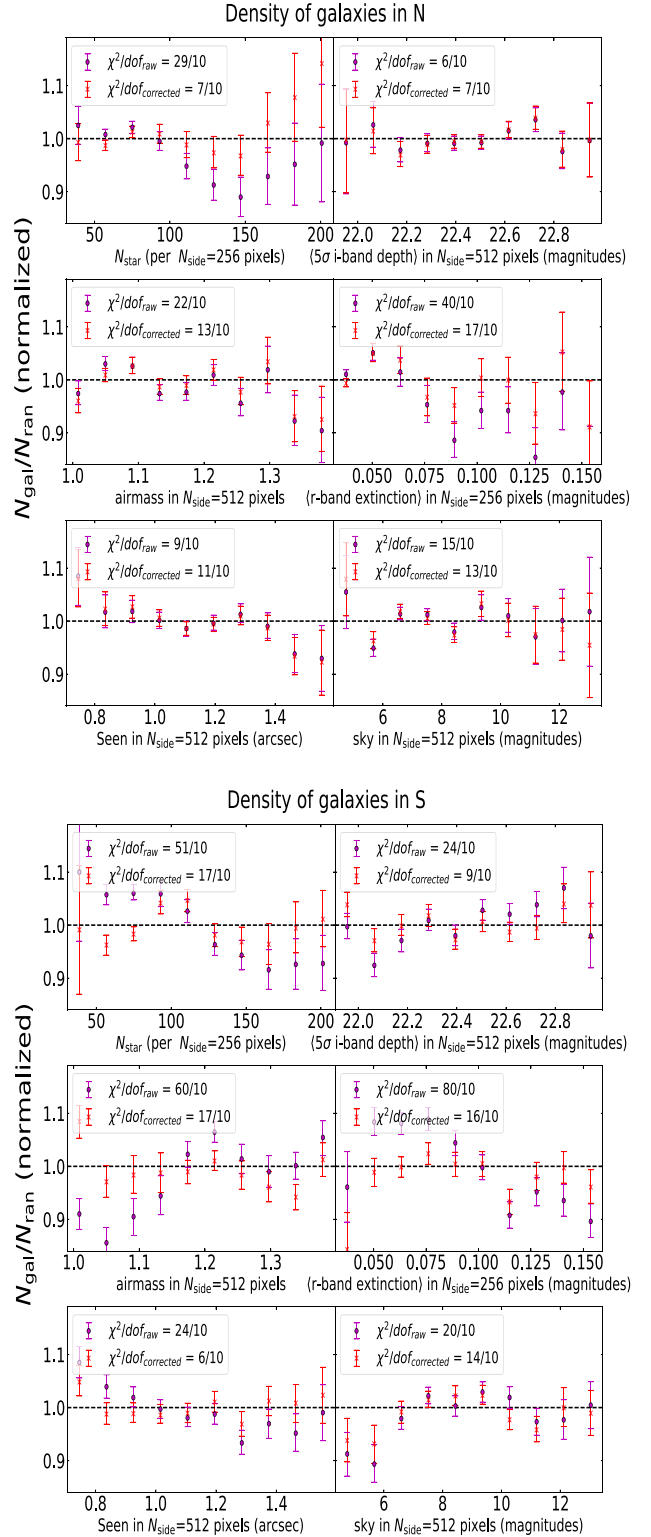 Density of galaxies in N
N_gal/N_ran (normalized)
1.1
1.0
0.9
χ²/dof_raw = 29/10
χ²/dof_corrected = 7/10
χ²/dof_raw = 6/10
χ²/dof_corrected = 7/10
50 100 150 200
22.0 22.2 22.4 22.6 22.8
N_star (per N_side=256 pixels)
⟨5σ i-band depth⟩ in N_side=512 pixels (magnitudes)
1.1
1.0
0.9
χ²/dof_raw = 22/10
χ²/dof_corrected = 13/10
χ²/dof_raw = 40/10
χ²/dof_corrected = 17/10
1.0 1.1 1.2 1.3
0.050 0.075 0.100 0.125 0.150
airmass in N_side=512 pixels
⟨r-band extinction⟩ in N_side=256 pixels (magnitudes)
1.1
1.0
0.9
χ²/dof_raw = 9/10
χ²/dof_corrected = 11/10
χ²/dof_raw = 15/10
χ²/dof_corrected = 13/10
0.8 1.0 1.2 1.4
6 8 10 12
Seen in N_side=512 pixels (arcsec)
sky in N_side=512 pixels (magnitudes)
Density of galaxies in S
N_gal/N_ran (normalized)
1.1
1.0
0.9
χ²/dof_raw = 51/10
χ²/dof_corrected = 17/10
χ²/dof_raw = 24/10
χ²/dof_corrected = 9/10
50 100 150 200
22.0 22.2 22.4 22.6 22.8
N_star (per N_side=256 pixels)
⟨5σ i-band depth⟩ in N_side=512 pixels (magnitudes)
1.1
1.0
0.9
χ²/dof_raw = 60/10
χ²/dof_corrected = 17/10
χ²/dof_raw = 80/10
χ²/dof_corrected = 16/10
1.0 1.1 1.2 1.3
0.050 0.075 0.100 0.125 0.150
airmass in N_side=512 pixels
⟨r-band extinction⟩ in N_side=256 pixels (magnitudes)
1.1
1.0
0.9
χ²/dof_raw = 24/10
χ²/dof_corrected = 6/10
χ²/dof_raw = 20/10
χ²/dof_corrected = 14/10
0.8 1.0 1.2 1.4
6 8 10 12
Seen in N_side=512 pixels (arcsec)
sky in N_side=512 pixels (magnitudes)